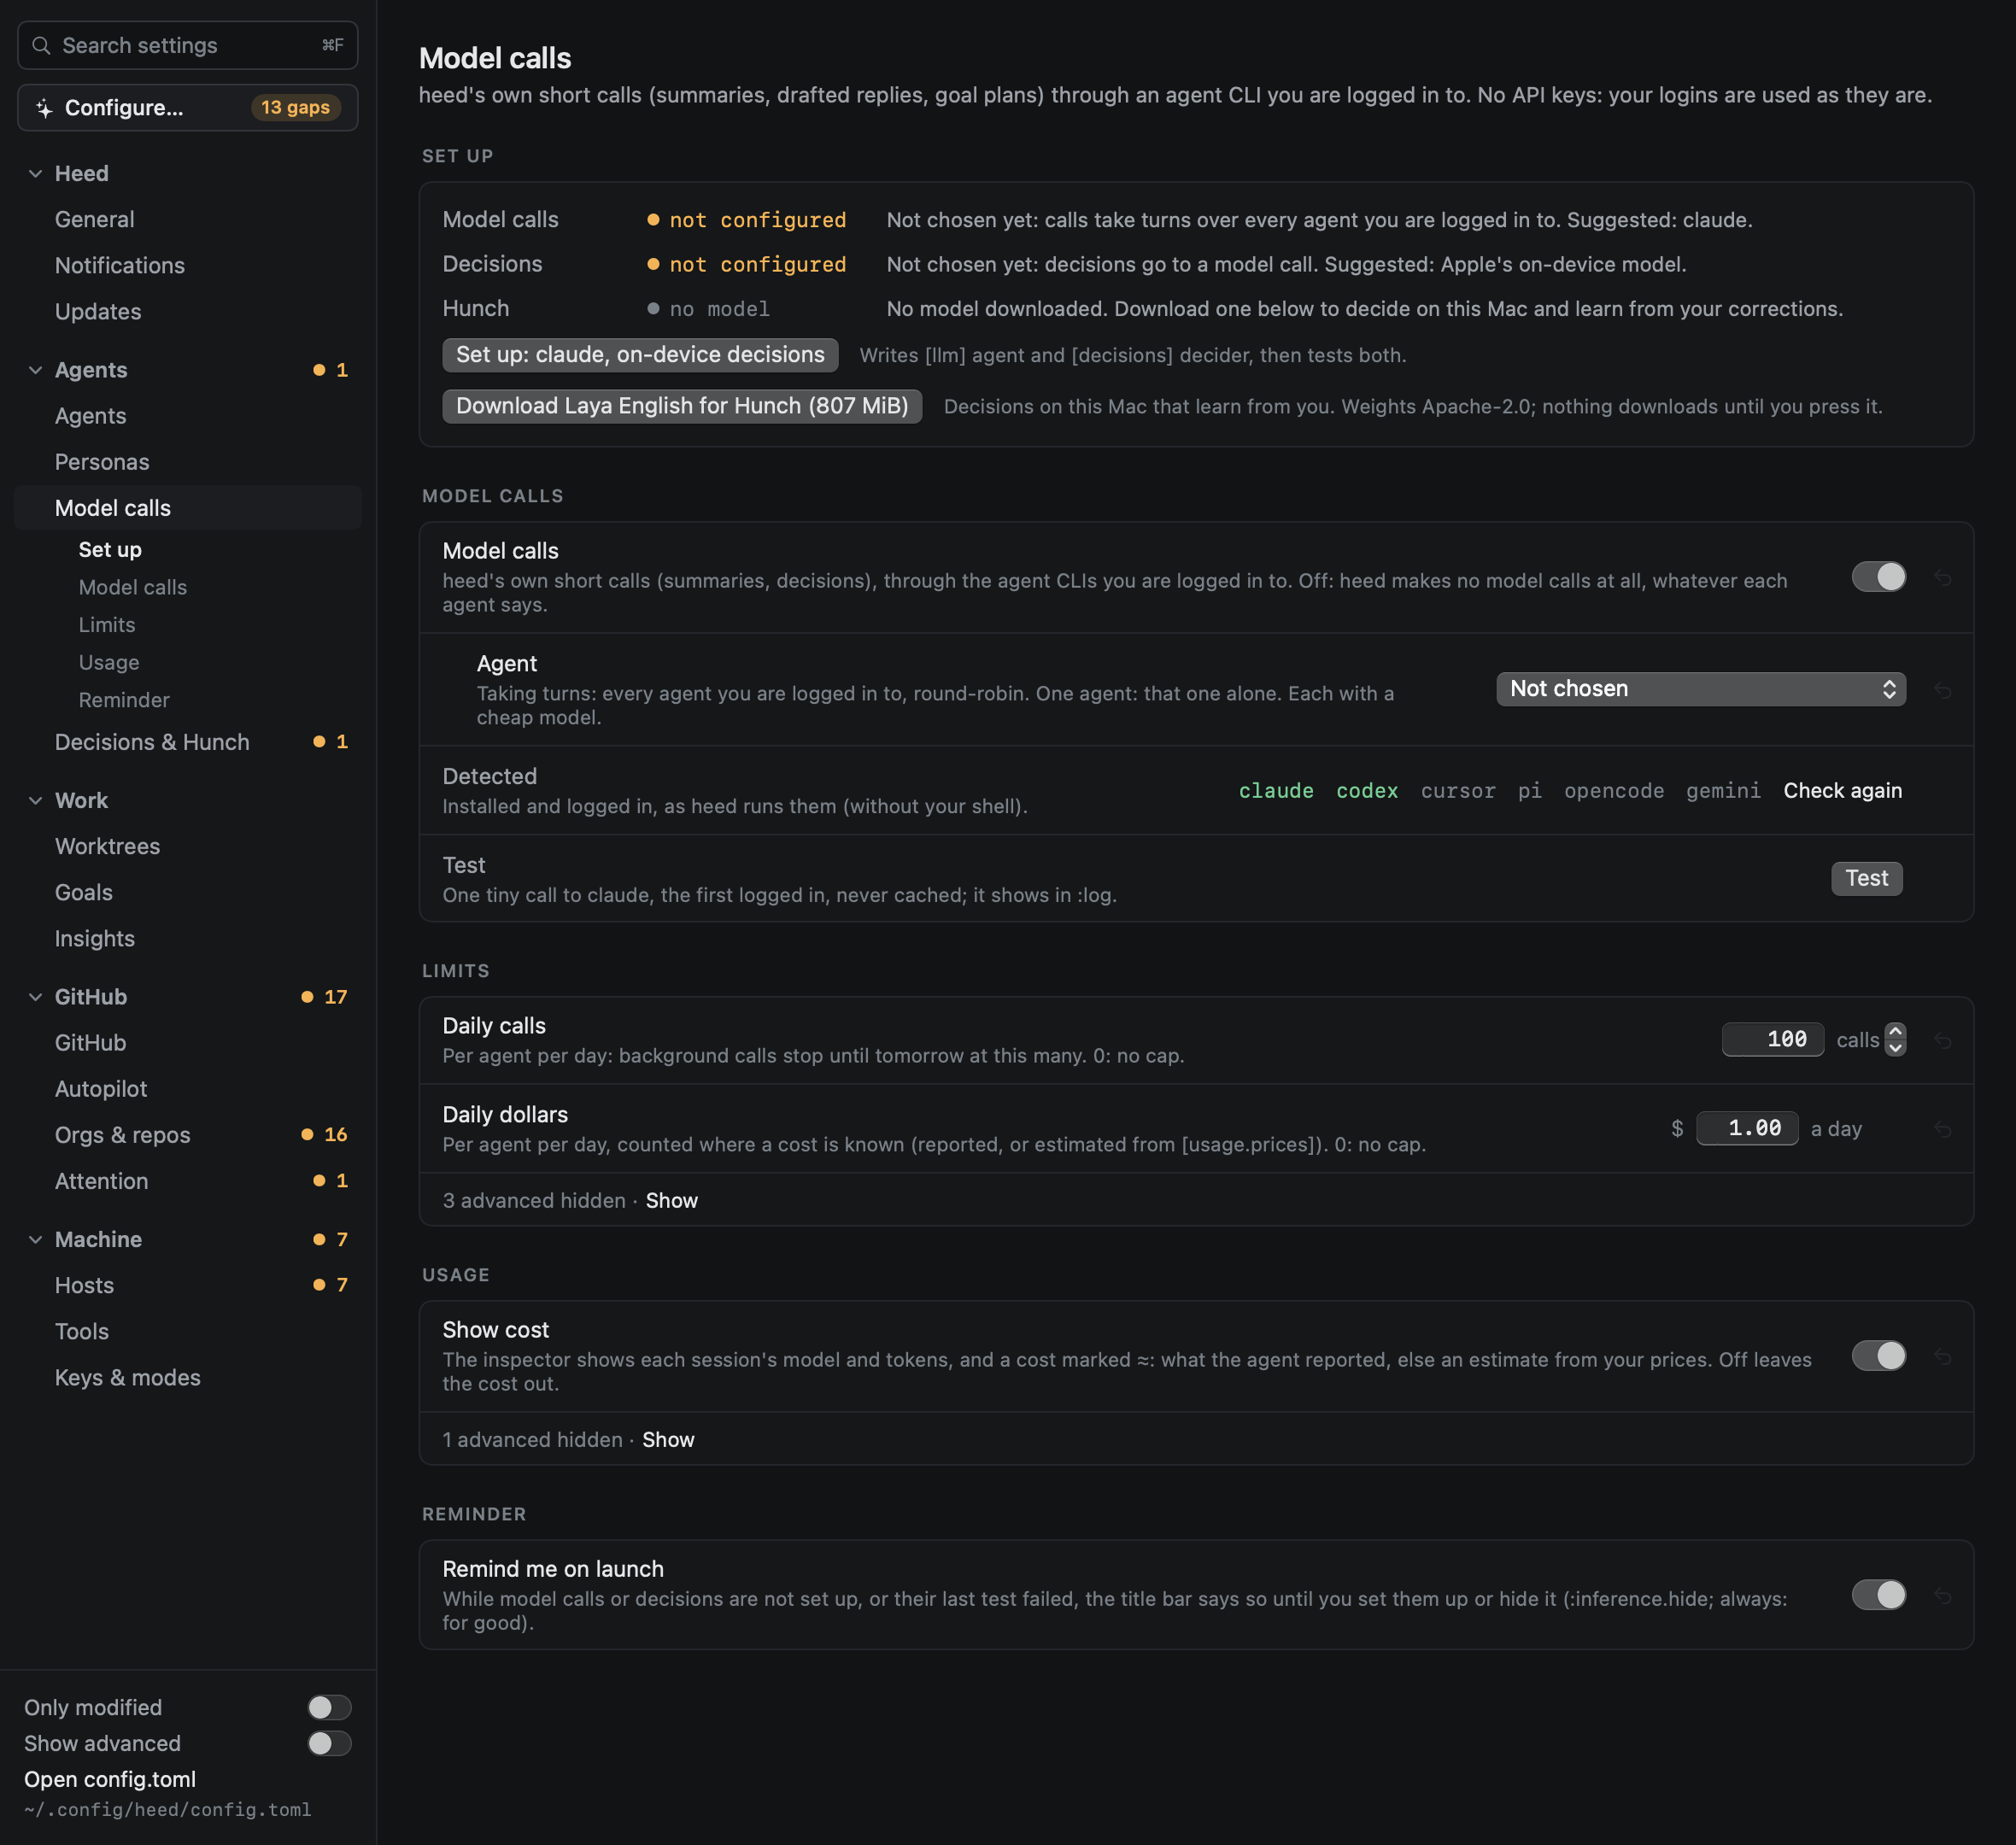 Search settings ⌘F
Configure... 13 gaps
Heed
General
Notifications
Updates
Agents 1
Agents
Personas
Model calls
Set up
Model calls
Limits
Usage
Reminder
Decisions & Hunch 1
Work
Worktrees
Goals
Insights
GitHub 17
GitHub
Autopilot
Orgs & repos 16
Attention 1
Machine 7
Hosts 7
Tools
Keys & modes
Only modified
Show advanced
Open config.toml
~/.config/heed/config.toml
Model calls
heed's own short calls (summaries, drafted replies, goal plans) through an agent CLI you are logged in to. No API keys: your logins are used as they are.
SET UP
Model calls not configured Not chosen yet: calls take turns over every agent you are logged in to. Suggested: claude.
Decisions not configured Not chosen yet: decisions go to a model call. Suggested: Apple's on-device model.
Hunch no model No model downloaded. Download one below to decide on this Mac and learn from your corrections.
Set up: claude, on-device decisions Writes [llm] agent and [decisions] decider, then tests both.
Download Laya English for Hunch (807 MiB) Decisions on this Mac that learn from you. Weights Apache-2.0; nothing downloads until you press it.
MODEL CALLS
Model calls
heed's own short calls (summaries, decisions), through the agent CLIs you are logged in to. Off: heed makes no model calls at all, whatever each
agent says.
Agent
Taking turns: every agent you are logged in to, round-robin. One agent: that one alone. Each with a
cheap model.
Not chosen
Detected
Installed and logged in, as heed runs them (without your shell).
claude codex cursor pi opencode gemini Check again
Test
One tiny call to claude, the first logged in, never cached; it shows in :log.
Test
LIMITS
Daily calls
Per agent per day: background calls stop until tomorrow at this many. 0: no cap.
100 calls
Daily dollars
Per agent per day, counted where a cost is known (reported, or estimated from [usage.prices]). 0: no cap.
$ 1.00 a day
3 advanced hidden · Show
USAGE
Show cost
The inspector shows each session's model and tokens, and a cost marked ≈: what the agent reported, else an estimate from your prices. Off leaves
the cost out.
1 advanced hidden · Show
REMINDER
Remind me on launch
While model calls or decisions are not set up, or their last test failed, the title bar says so until you set them up or hide it (:inference.hide; always:
for good).